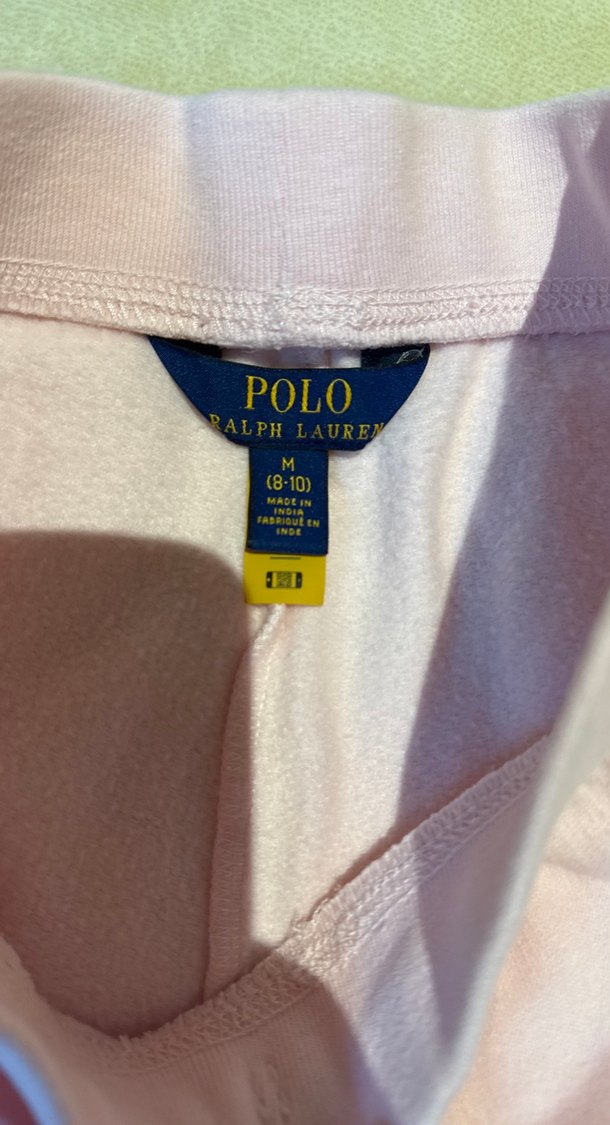 POLO
RALPH LAUREN
M
(8-10)
MADE IN
INDIA
FABRIQUÉ EN
INDE